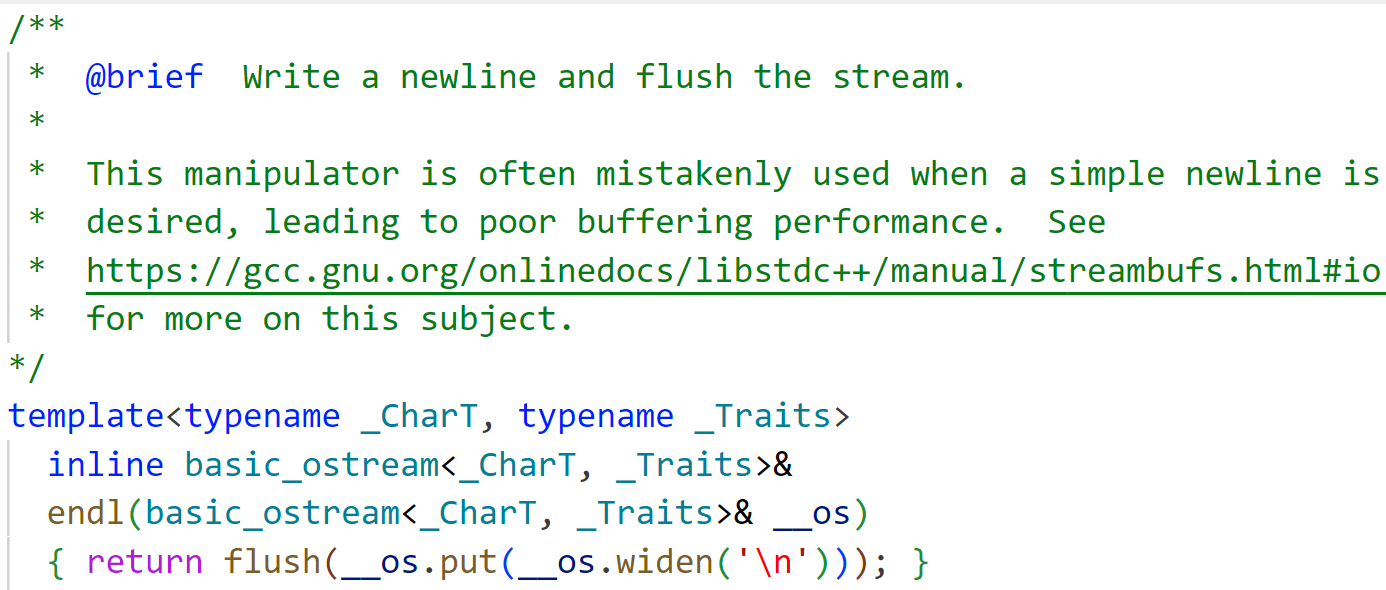 /**
 *  @brief  Write a newline and flush the stream.
 *
 *  This manipulator is often mistakenly used when a simple newline is
 *  desired, leading to poor buffering performance.  See
 *  https://gcc.gnu.org/onlinedocs/libstdc++/manual/streambufs.html#io
 *  for more on this subject.
*/
template<typename _CharT, typename _Traits>
  inline basic_ostream<_CharT, _Traits>&
  endl(basic_ostream<_CharT, _Traits>& __os)
  { return flush(__os.put(__os.widen('\n'))); }